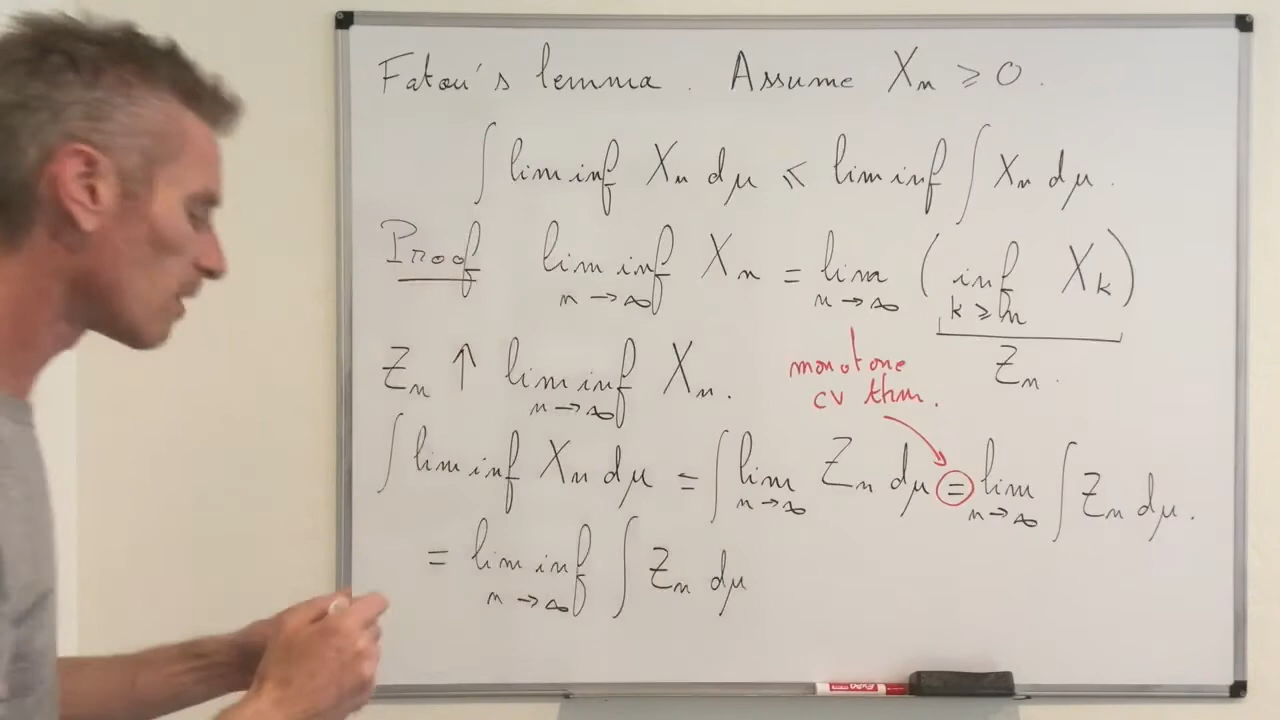 Fatou's lemma. Assume Xₙ ⩾ 0.
∫ lim inf Xₙ dμ ⩽ lim inf ∫ Xₙ dμ.
Proof lim inf n→∞ Xₙ = lim n→∞ ( inf k⩾n Xₖ )
Zₙ.
Zₙ ↑ lim inf n→∞ Xₙ.
monotone
cv thm.
∫ lim inf Xₙ dμ = ∫ lim n→∞ Zₙ dμ = lim n→∞ ∫ Zₙ dμ.
= lim inf n→∞ ∫ Zₙ dμ